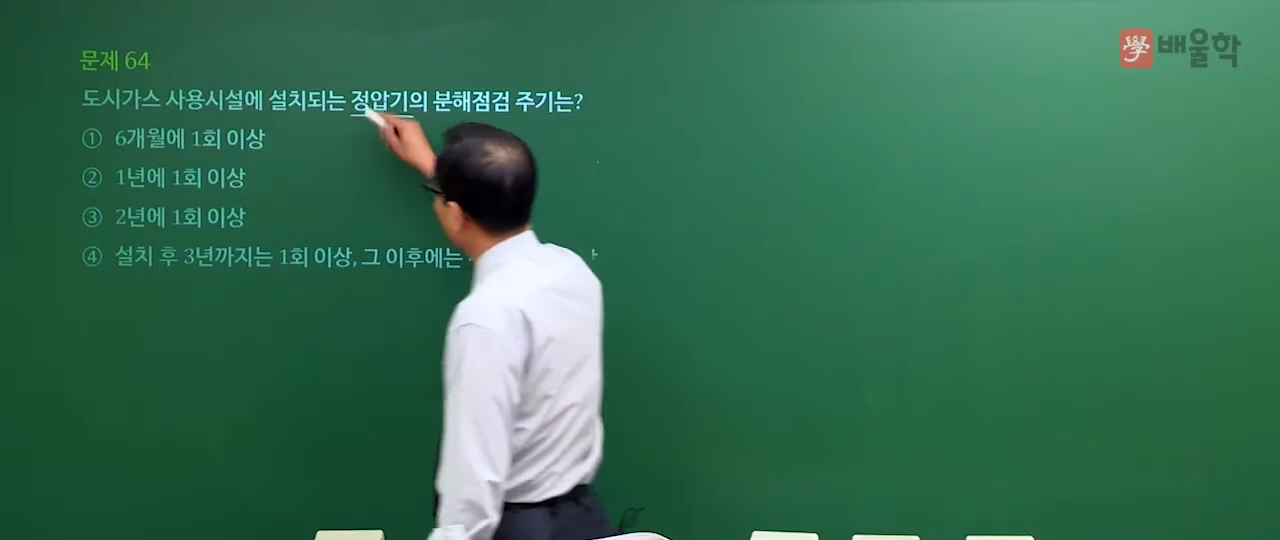 學 배울학
문제 64
도시가스 사용시설에 설치되는 정압기의 분해점검 주기는?
① 6개월에 1회 이상
② 1년에 1회 이상
③ 2년에 1회 이상
④ 설치 후 3년까지는 1회 이상, 그 이후에는